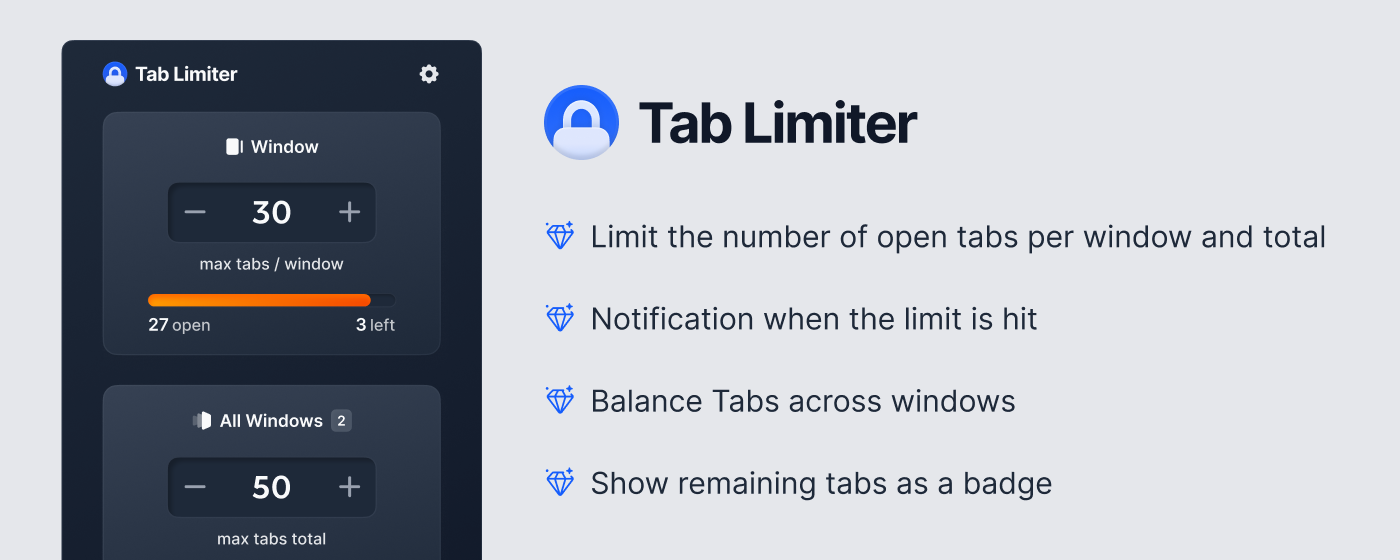 Tab Limiter
Window
30
max tabs / window
27 open 3 left
All Windows 2
50
max tabs total
Tab Limiter
Limit the number of open tabs per window and total
Notification when the limit is hit
Balance Tabs across windows
Show remaining tabs as a badge